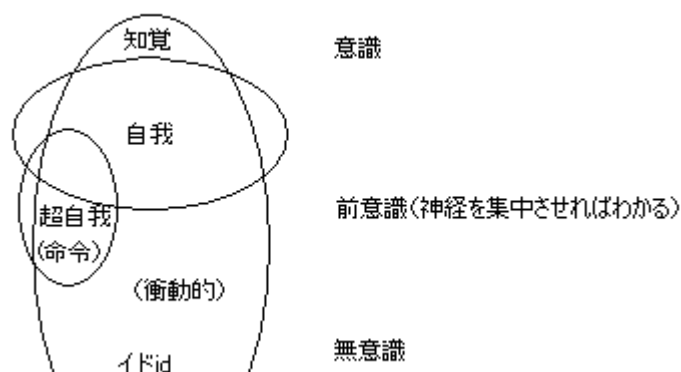 知覚
意識
自我
前意識(神経を集中させればわかる)
超自我
(命令)
(衝動的)
無意識
イドid